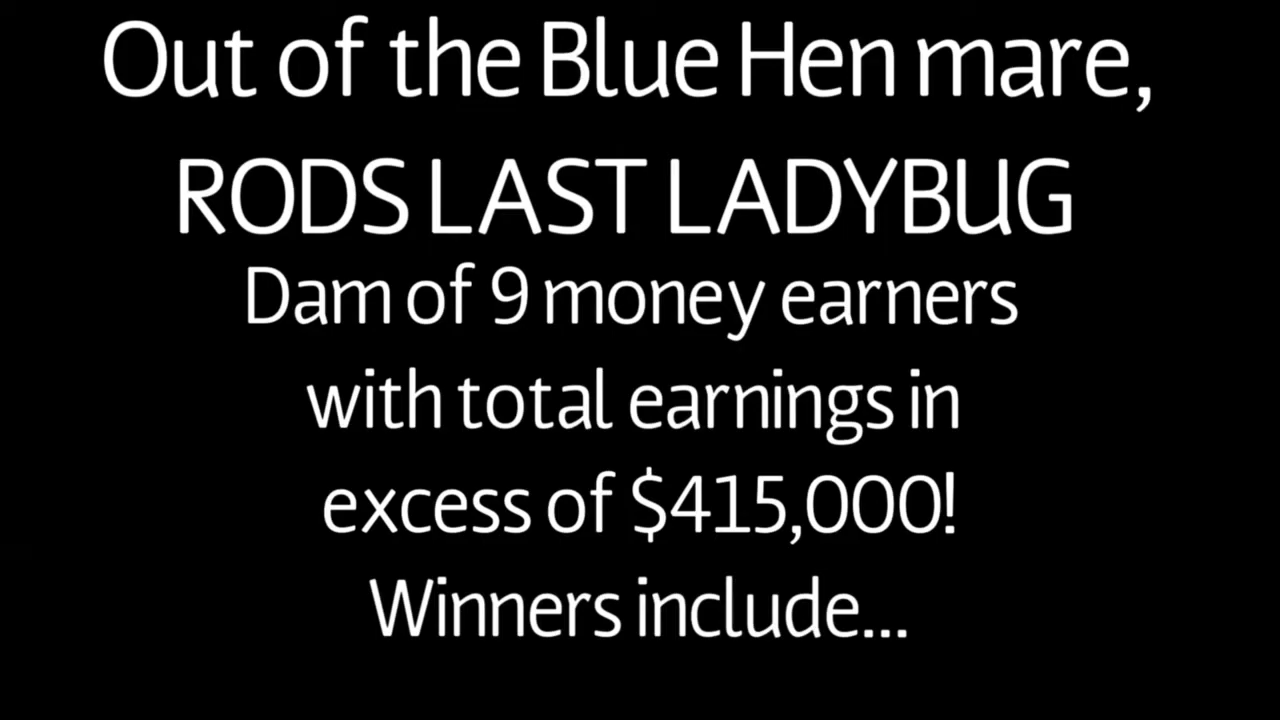 Out of the Blue Hen mare,
RODS LAST LADYBUG
Dam of 9 money earners
with total earnings in
excess of $415,000!
Winners include...